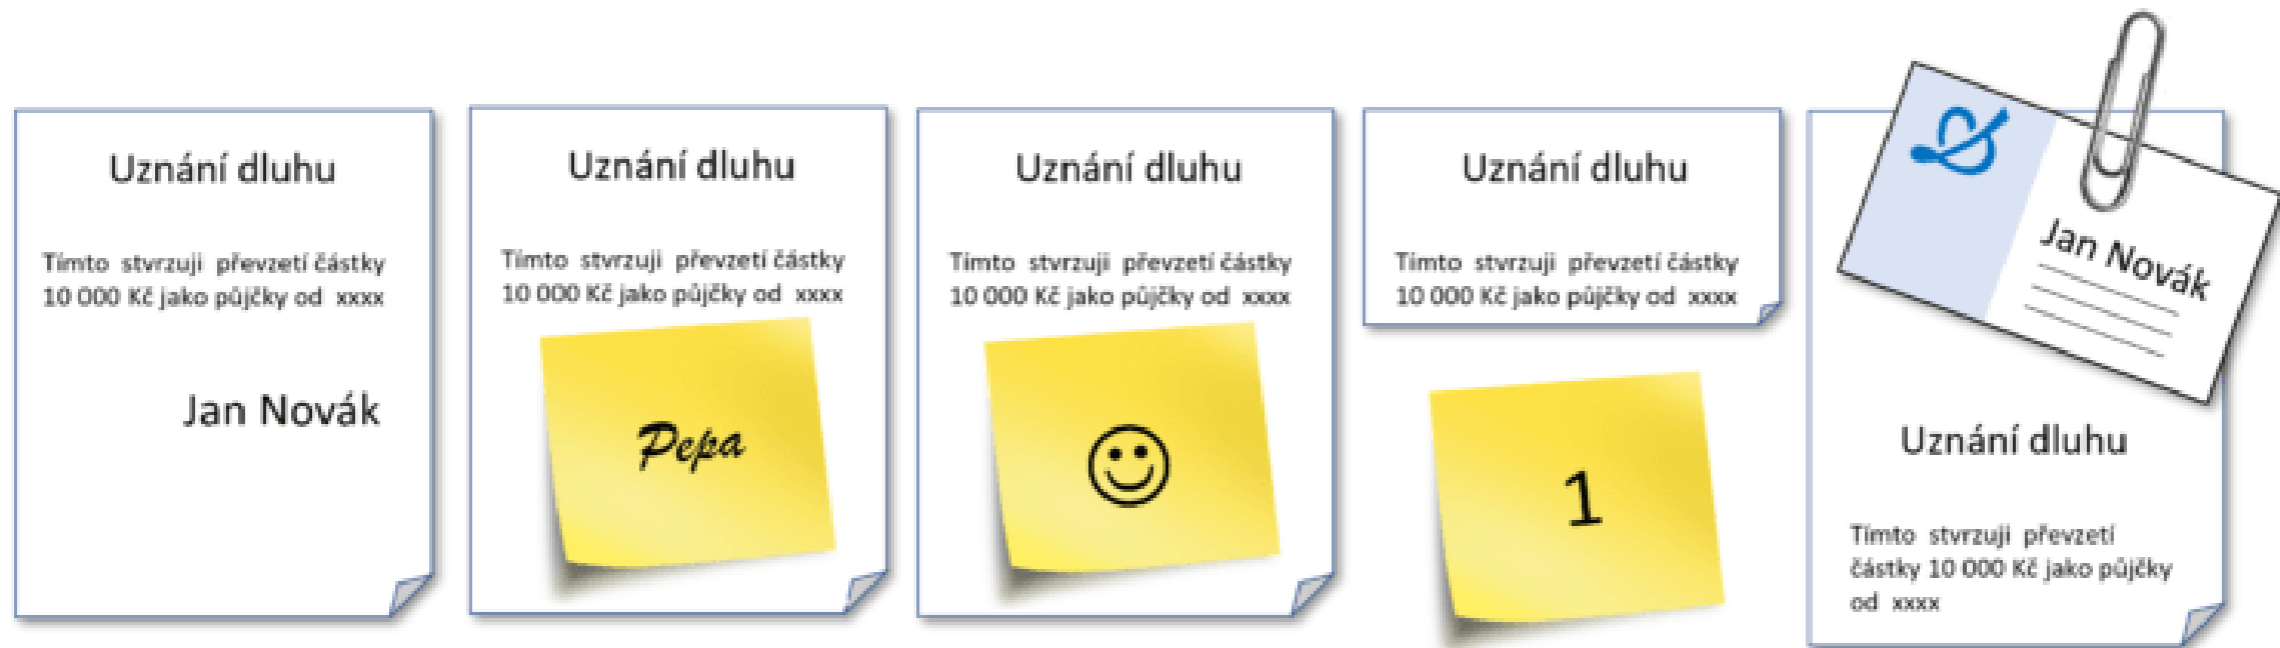 Uznání dluhu
Tímto stvrzuji převzetí částky
10 000 Kč jako půjčky od xxxx
Jan Novák
Uznání dluhu
Tímto stvrzuji převzetí částky
10 000 Kč jako půjčky od xxxx
Pepa
Uznání dluhu
Tímto stvrzuji převzetí částky
10 000 Kč jako půjčky od xxxx
Uznání dluhu
Tímto stvrzuji převzetí částky
10 000 Kč jako půjčky od xxxx
1
Jan Novák
Uznání dluhu
Tímto stvrzuji převzetí
částky 10 000 Kč jako půjčky
od xxxx